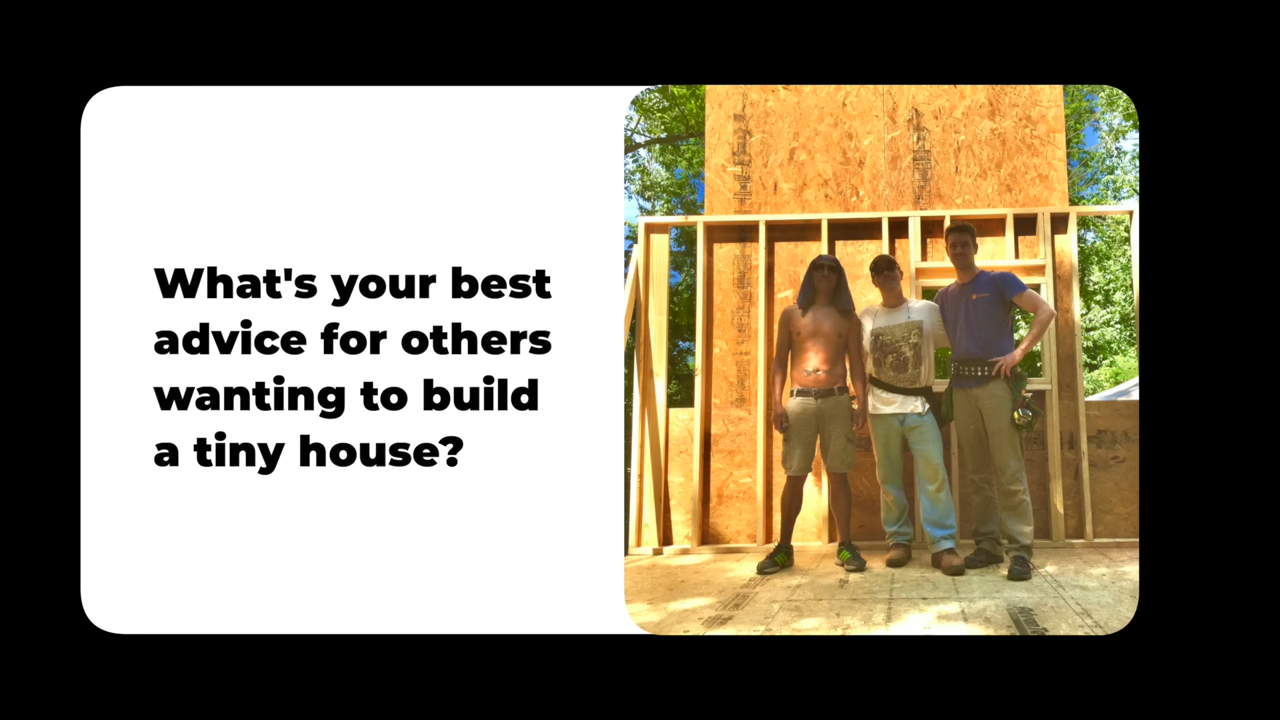 What's your best
advice for others
wanting to build
a tiny house?